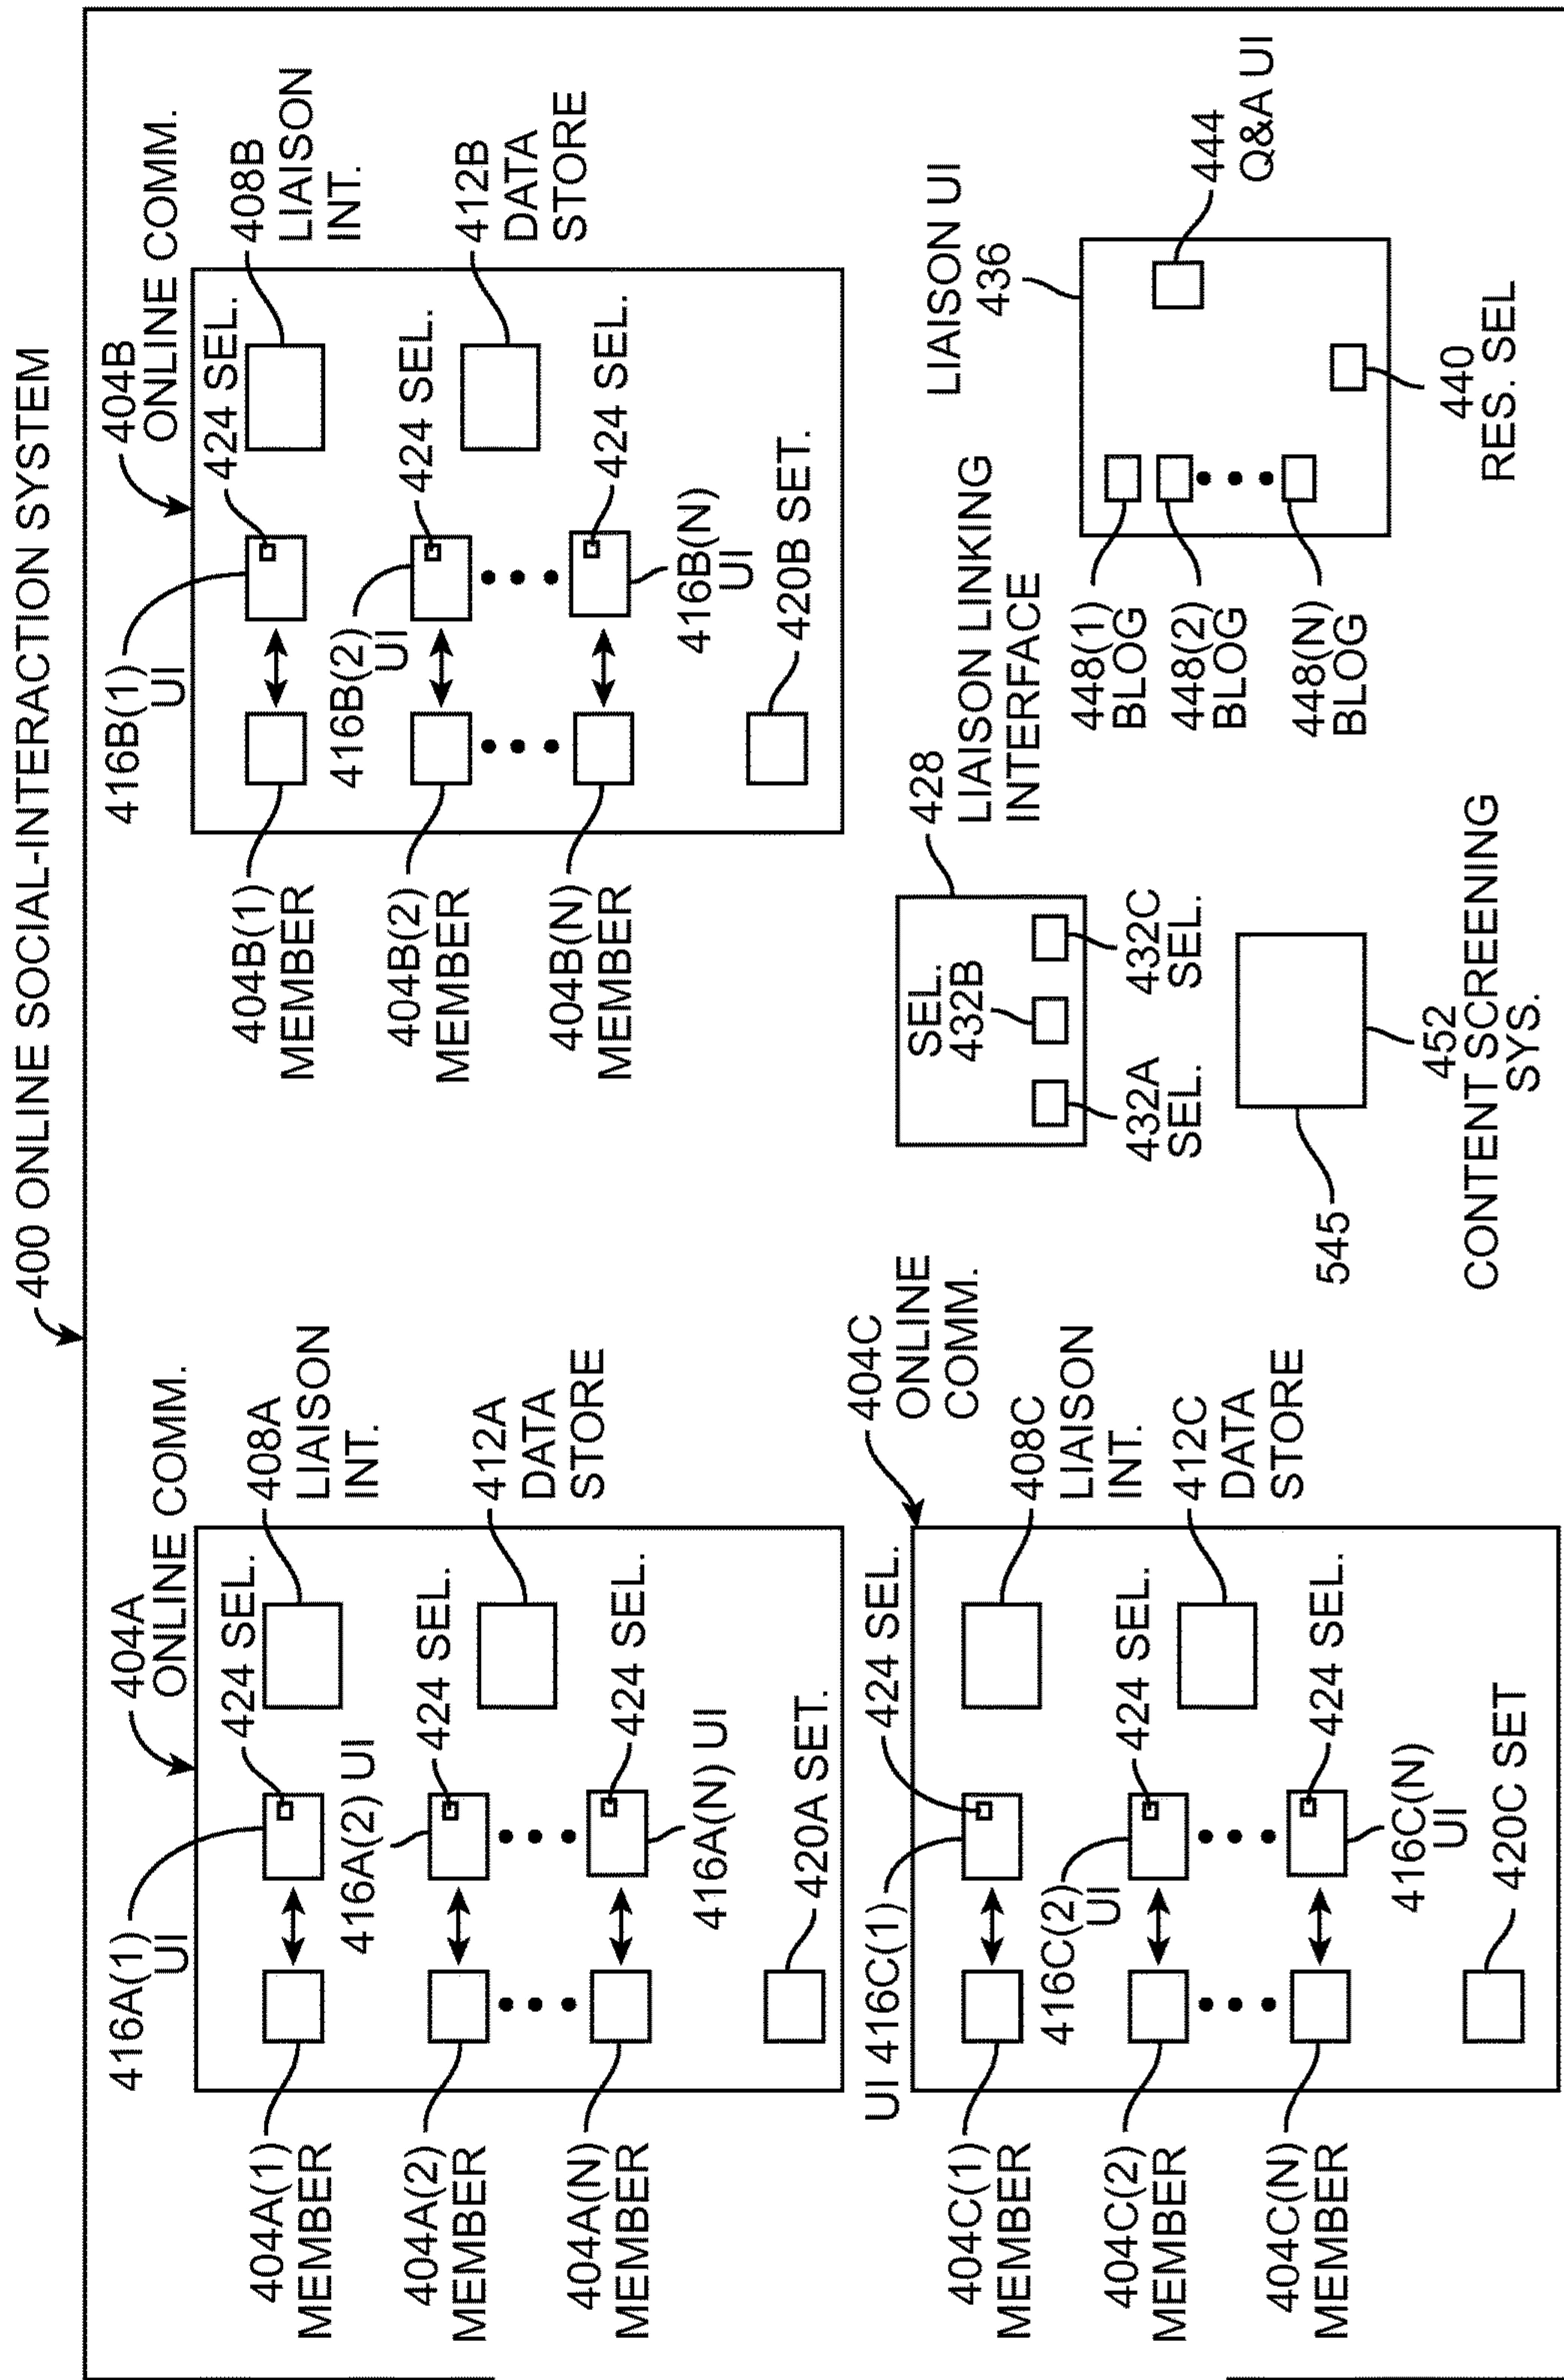 400 ONLINE SOCIAL-INTERACTION SYSTEM
404A
ONLINE COMM.
416A(1)
UI
424 SEL.
408A
LIAISON
INT.
404A(1)
MEMBER
416A(2) UI
424 SEL.
412A
DATA
STORE
404A(2)
MEMBER
424 SEL.
404A(N)
MEMBER
416A(N) UI
420A SET.
404B
ONLINE COMM.
416B(1)
UI
424 SEL.
408B
LIAISON
INT.
404B(1)
MEMBER
416B(2)
UI
424 SEL.
412B
DATA
STORE
404B(2)
MEMBER
424 SEL.
404B(N)
MEMBER
416B(N)
UI
420B SET.
404C
ONLINE
COMM.
UI 416C(1)
424 SEL.
408C
LIAISON
INT.
404C(1)
MEMBER
416C(2)
UI
424 SEL.
412C
DATA
STORE
404C(2)
MEMBER
424 SEL.
404C(N)
MEMBER
416C(N)
UI
420C SET
428
LIAISON LINKING
INTERFACE
SEL.
432B
432A
SEL.
432C
SEL.
545
452
CONTENT SCREENING
SYS.
LIAISON UI
436
444
Q&A UI
448(1)
BLOG
448(2)
BLOG
448(N)
BLOG
440
RES. SEL